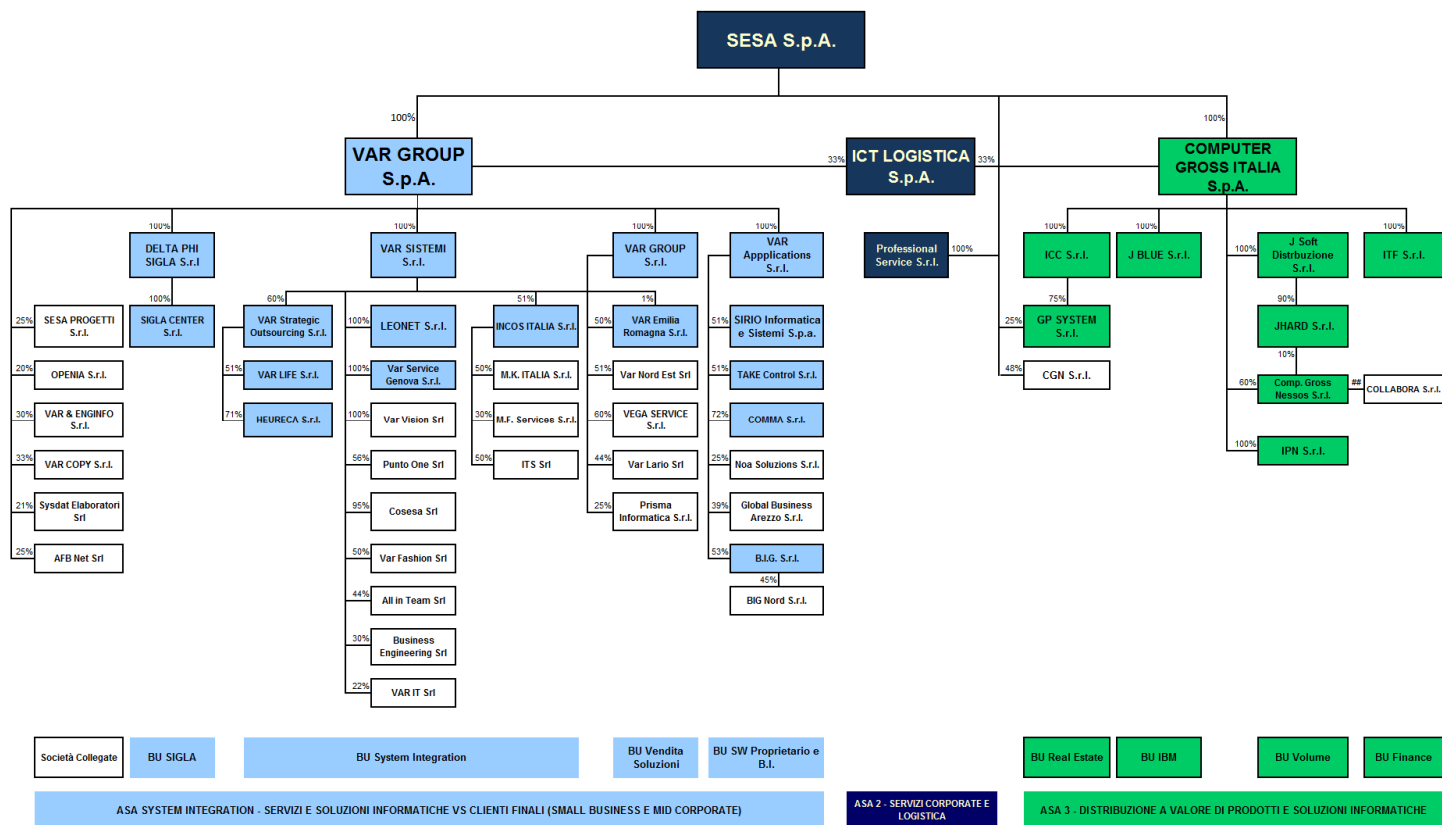 SESA S.p.A.
100%
100%
VAR GROUP
S.p.A.
33%
ICT LOGISTICA
S.p.A.
33%
COMPUTER
GROSS ITALIA
S.p.A.
100%
100%
100%
100%
100%
100%
100%
DELTA PHI
SIGLA S.r.l
VAR SISTEMI
S.r.l.
VAR GROUP
S.r.l.
VAR
Appplications
S.r.l.
Professional
Service S.r.l.
100%
ICC S.r.l.
J BLUE S.r.l.
100%
J Soft
Distrbuzione
S.r.l.
ITF S.r.l.
100%
60%
51%
1%
75%
90%
25%
SESA PROGETTI
S.r.l.
SIGLA CENTER
S.r.l.
VAR Strategic
Outsourcing S.r.l.
100%
LEONET S.r.l.
INCOS ITALIA S.r.l.
50%
VAR Emilia
Romagna S.r.l.
51%
SIRIO Informatica
e Sistemi S.p.a.
25%
GP SYSTEM
S.r.l.
JHARD S.r.l.
10%
20%
OPENIA S.r.l.
51%
VAR LIFE S.r.l.
100%
Var Service
Genova S.r.l.
50%
M.K. ITALIA S.r.l.
51%
Var Nord Est Srl
51%
TAKE Control S.r.l.
48%
CGN S.r.l.
60%
Comp. Gross
Nessos S.r.l.
##
COLLABORA S.r.l.
30%
VAR & ENGINFO
S.r.l.
71%
HEURECA S.r.l.
100%
Var Vision Srl
30%
M.F. Services S.r.l.
60%
VEGA SERVICE
S.r.l.
72%
COMMA S.r.l.
33%
VAR COPY S.r.l.
56%
Punto One Srl
50%
ITS Srl
44%
Var Lario Srl
25%
Noa Soluzions S.r.l.
100%
IPN S.r.l.
21%
Sysdat Elaboratori
Srl
95%
Cosesa Srl
25%
Prisma
Informatica S.r.l.
39%
Global Business
Arezzo S.r.l.
25%
AFB Net Srl
50%
Var Fashion Srl
53%
B.I.G. S.r.l.
45%
44%
All in Team Srl
BIG Nord S.r.l.
30%
Business
Engineering Srl
22%
VAR IT Srl
Società Collegate
BU SIGLA
BU System Integration
BU Vendita
Soluzioni
BU SW Proprietario e
B.I.
BU Real Estate
BU IBM
BU Volume
BU Finance
ASA SYSTEM INTEGRATION - SERVIZI E SOLUZIONI INFORMATICHE VS CLIENTI FINALI (SMALL BUSINESS E MID CORPORATE)
ASA 2 - SERVIZI CORPORATE E
LOGISTICA
ASA 3 - DISTRIBUZIONE A VALORE DI PRODOTTI E SOLUZIONI INFORMATICHE